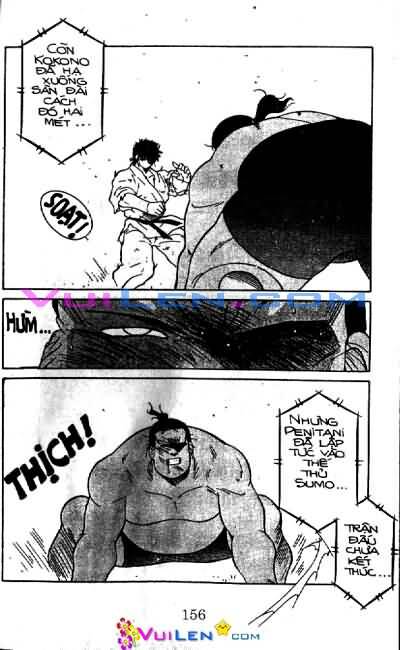 CÒN
KOKONO
ĐÃ HẠ
XUỐNG
SÀN ĐÀI
CÁCH
ĐÓ HAI
MÉT...
SOẠT!
VUILEN.COM
HỪM...
THỊCH!
NHƯNG
DENITANI
ĐÃ LẬP
TỨC VÀO
THẾ
THỦ
SUMO...
TRẬN
ĐẤU
CHƯA
KẾT
THÚC...
156
VUILEN.COM